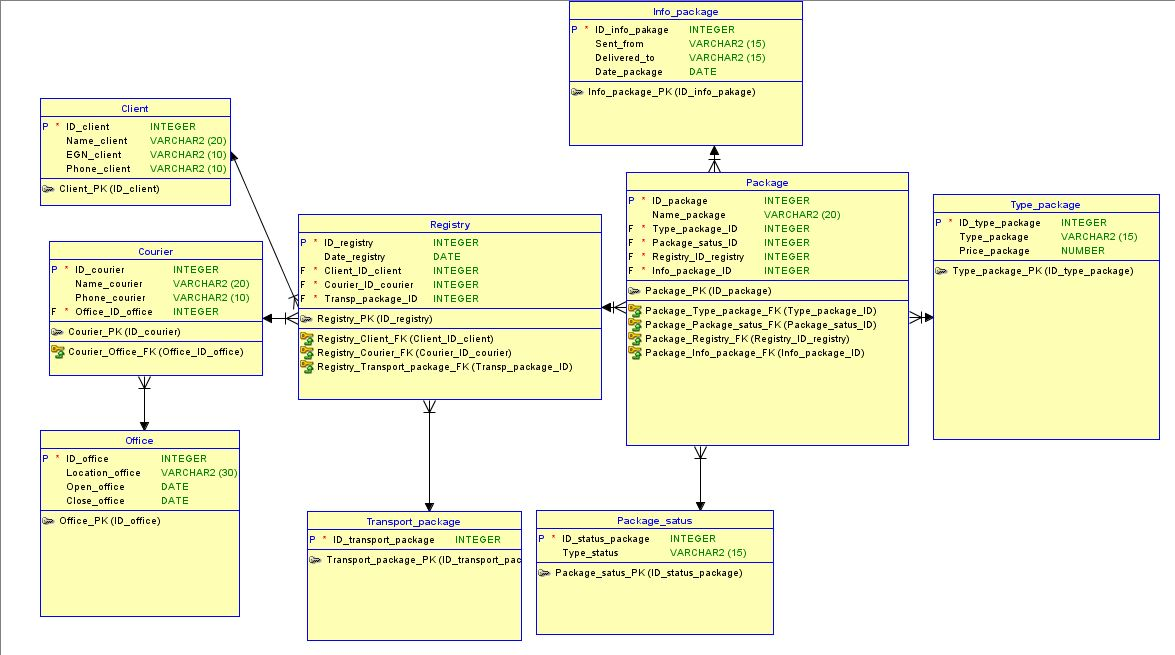 Info_package
P * ID_info_pakage INTEGER
Sent_from VARCHAR2 (15)
Delivered_to VARCHAR2 (15)
Date_package DATE
Info_package_PK (ID_info_pakage)
Client
P * ID_client INTEGER
Name_client VARCHAR2 (20)
EGN_client VARCHAR2 (10)
Phone_client VARCHAR2 (10)
Client_PK (ID_client)
Courier
P * ID_courier INTEGER
Name_courier VARCHAR2 (20)
Phone_courier VARCHAR2 (10)
F * Office_ID_office INTEGER
Courier_PK (ID_courier)
Courier_Office_FK (Office_ID_office)
Registry
P * ID_registry INTEGER
Date_registry DATE
F * Client_ID_client INTEGER
F * Courier_ID_courier INTEGER
F * Transp_package_ID INTEGER
Registry_PK (ID_registry)
Registry_Client_FK (Client_ID_client)
Registry_Courier_FK (Courier_ID_courier)
Registry_Transport_package_FK (Transp_package_ID)
Package
P * ID_package INTEGER
Name_package VARCHAR2 (20)
F * Type_package_ID INTEGER
F * Package_satus_ID INTEGER
F * Registry_ID_registry INTEGER
F * Info_package_ID INTEGER
Package_PK (ID_package)
Package_Type_package_FK (Type_package_ID)
Package_Package_satus_FK (Package_satus_ID)
Package_Registry_FK (Registry_ID_registry)
Package_Info_package_FK (Info_package_ID)
Type_package
P * ID_type_package INTEGER
Type_package VARCHAR2 (15)
Price_package NUMBER
Type_package_PK (ID_type_package)
Office
P * ID_office INTEGER
Location_office VARCHAR2 (30)
Open_office DATE
Close_office DATE
Office_PK (ID_office)
Transport_package
P * ID_transport_package INTEGER
Transport_package_PK (ID_transport_pac
Package_satus
P * ID_status_package INTEGER
Type_status VARCHAR2 (15)
Package_satus_PK (ID_status_package)